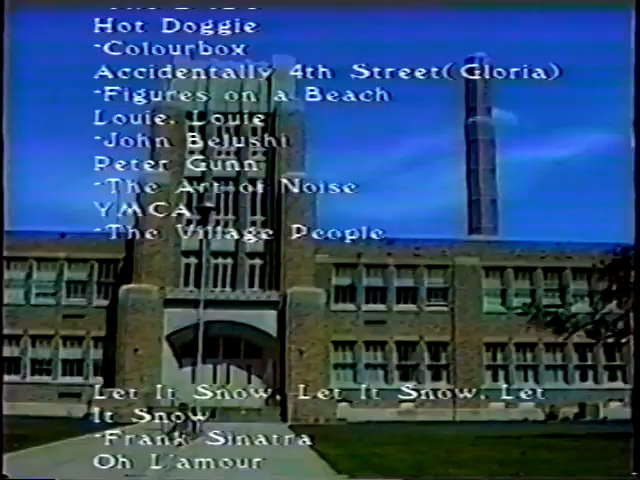 Hot Doggie
-Colourbox
Accidentally 4th Street(Gloria)
-Figures on a Beach
Louie, Louie
-John Belushi
Peter Gunn
-The Art of Noise
YMCA
-The Village People
Let It Snow, Let It Snow, Let
It Snow
-Frank Sinatra
Oh L'amour